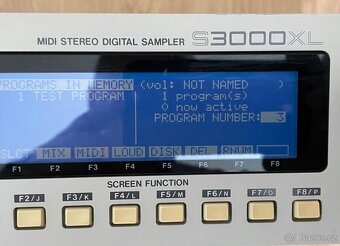 MIDI STEREO DIGITAL SAMPLER S3000XL
PROGRAMS IN MEMORY (vol: NOT NAMED )
1 TEST PROGRAM 1 program(s)
0 now active
PROGRAM NUMBER: 3
SLCT MIX MIDI LOUD DISK DEL RNUM
F1 F2 F3 F4 F5 F6 F7 F8
SCREEN FUNCTION
F2/J F3/K F4/L F5/M F6/N F7/O F8/P